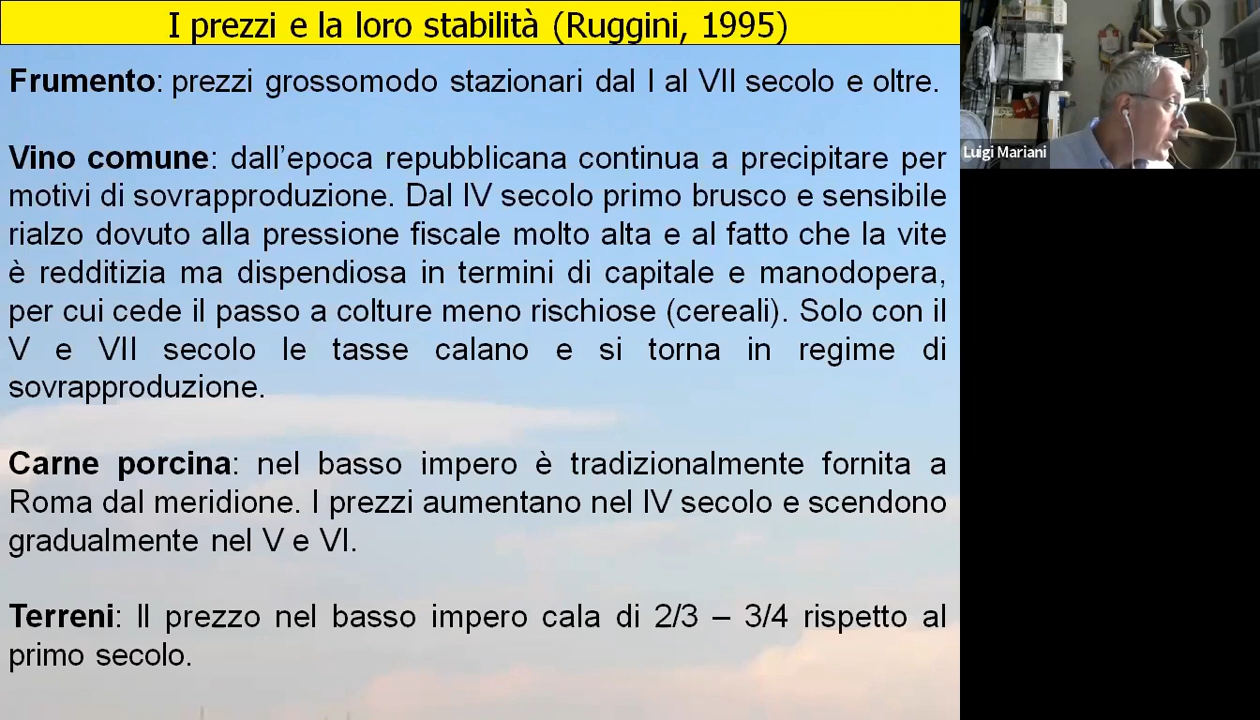 I prezzi e la loro stabilità (Ruggini, 1995)
Frumento: prezzi grossomodo stazionari dal I al VII secolo e oltre.
Vino comune: dall'epoca repubblicana continua a precipitare per
motivi di sovrapproduzione. Dal IV secolo primo brusco e sensibile
rialzo dovuto alla pressione fiscale molto alta e al fatto che la vite
è redditizia ma dispendiosa in termini di capitale e manodopera,
per cui cede il passo a colture meno rischiose (cereali). Solo con il
V e VII secolo le tasse calano e si torna in regime di
sovrapproduzione.
Carne porcina: nel basso impero è tradizionalmente fornita a
Roma dal meridione. I prezzi aumentano nel IV secolo e scendono
gradualmente nel V e VI.
Terreni: Il prezzo nel basso impero cala di 2/3 – 3/4 rispetto al
primo secolo.
Luigi Mariani